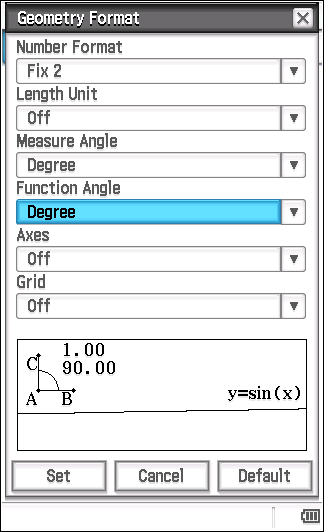 Geometry Format
Number Format
Fix 2
Length Unit
Off
Measure Angle
Degree
Function Angle
Degree
Axes
Off
Grid
Off
1.00
C
90.00
A B y=sin(x)
Set Cancel Default